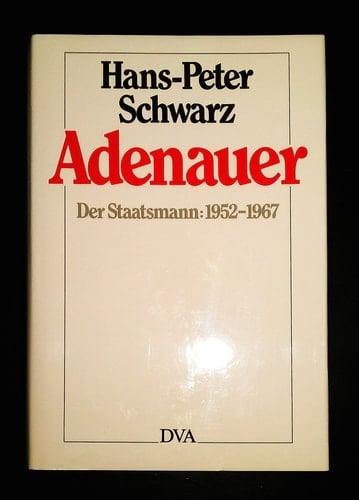 Hans-Peter
Schwarz
Adenauer
Der Staatsmann: 1952–1967
DVA